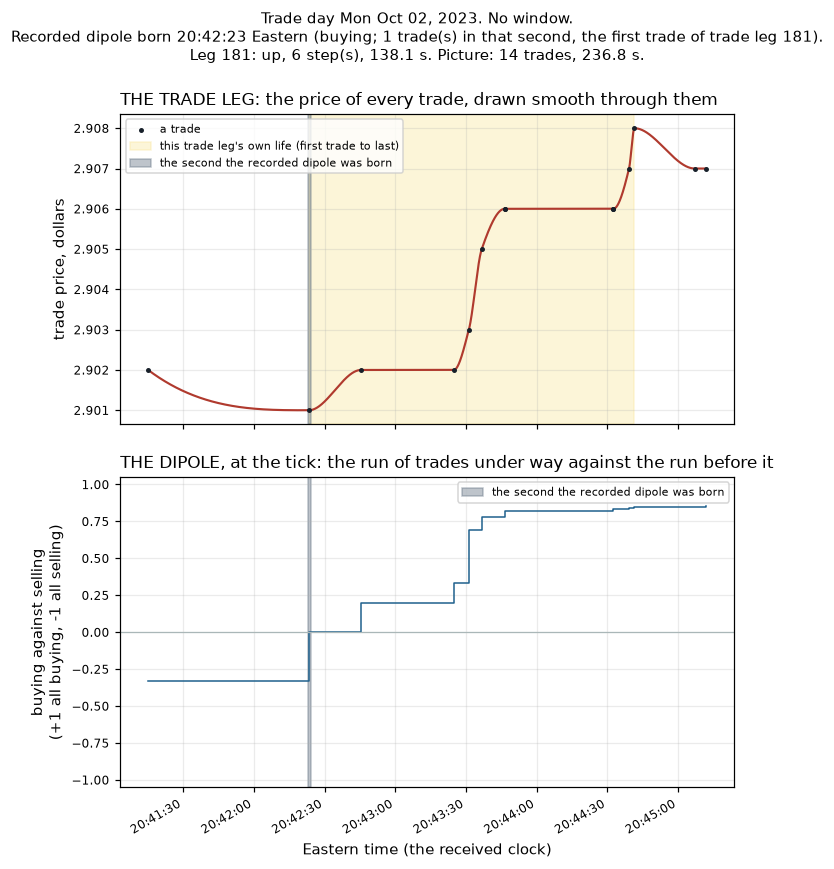 Trade day Mon Oct 02, 2023. No window.
Recorded dipole born 20:42:23 Eastern (buying; 1 trade(s) in that second, the first trade of trade leg 181).
Leg 181: up, 6 step(s), 138.1 s. Picture: 14 trades, 236.8 s.
THE TRADE LEG: the price of every trade, drawn smooth through them
a trade
this trade leg's own life (first trade to last)
the second the recorded dipole was born
2.908
2.907
2.906
2.905
2.904
2.903
2.902
2.901
trade price, dollars
THE DIPOLE, at the tick: the run of trades under way against the run before it
the second the recorded dipole was born
1.00
0.75
0.50
0.25
0.00
−0.25
−0.50
−0.75
−1.00
buying against selling
(+1 all buying, -1 all selling)
20:41:30
20:42:00
20:42:30
20:43:00
20:43:30
20:44:00
20:44:30
20:45:00
Eastern time (the received clock)